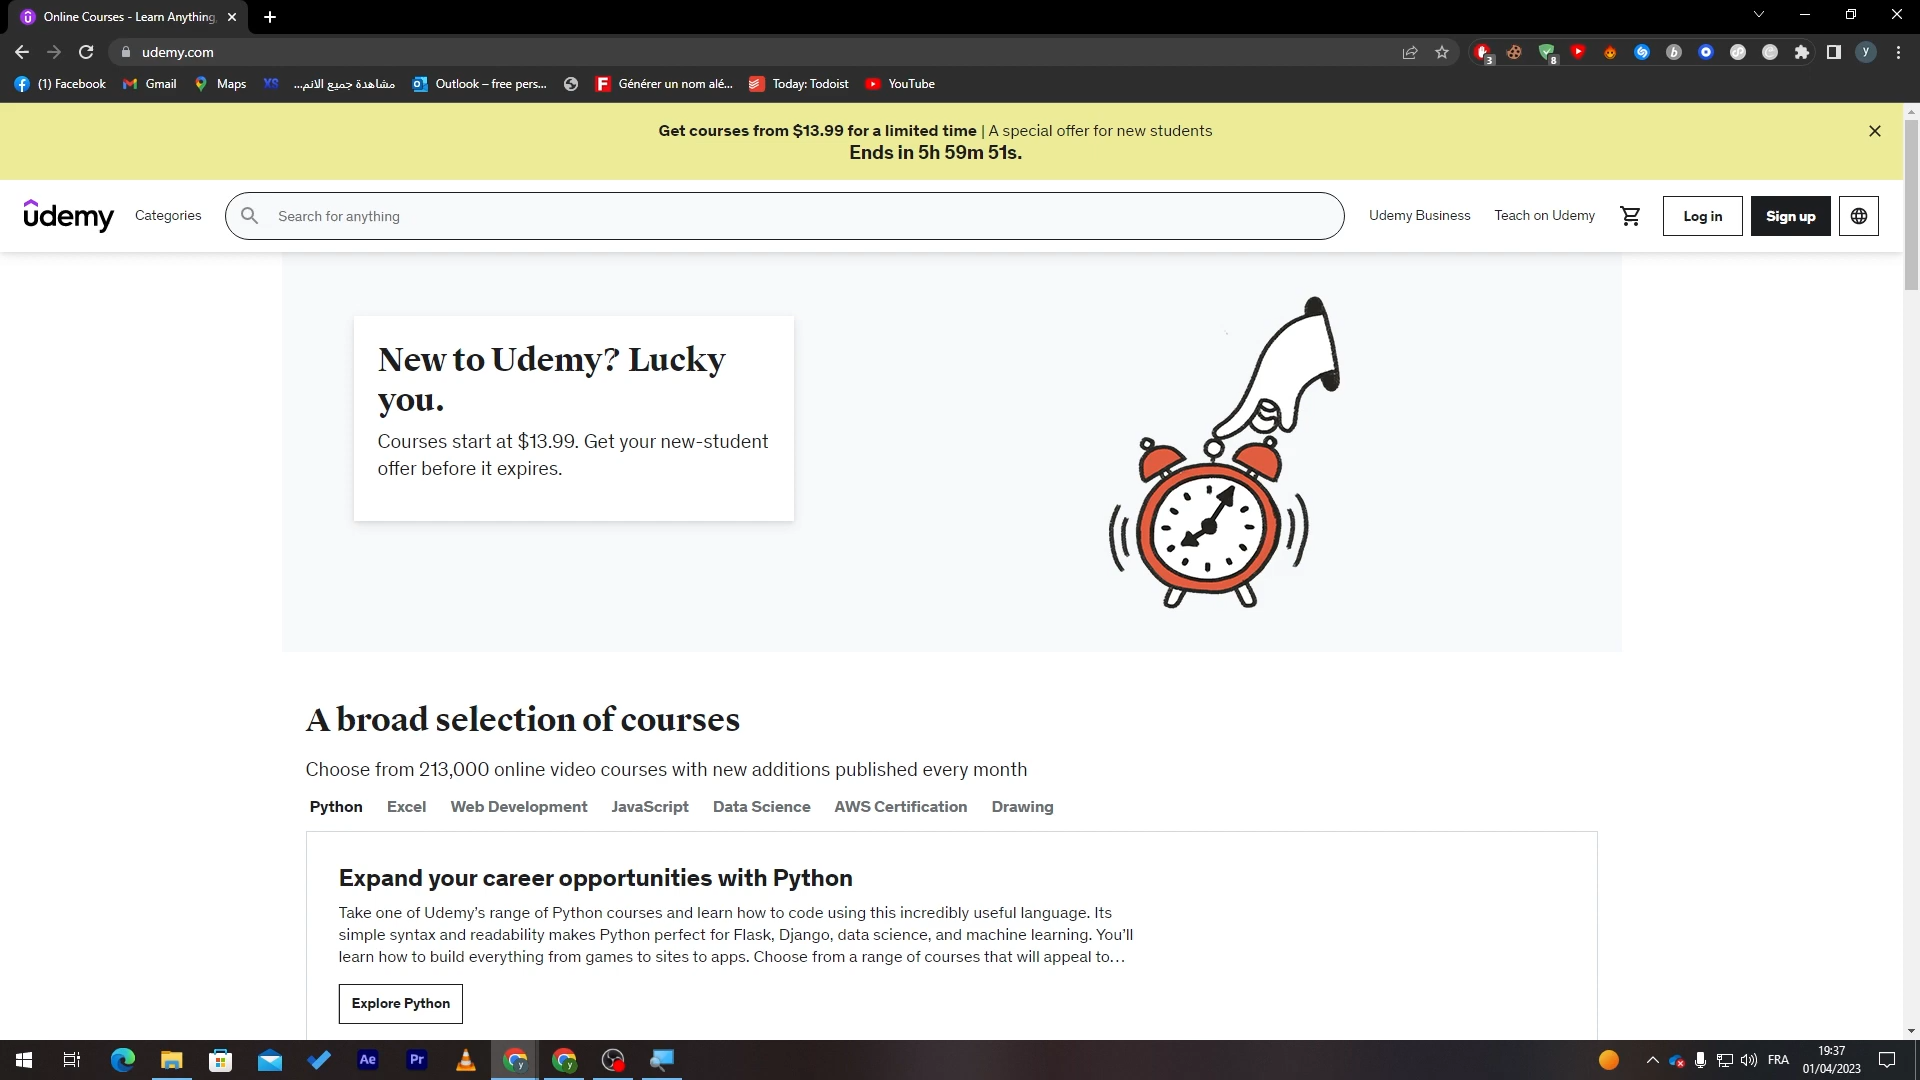 Online Courses - Learn Anything,
udemy.com
3
8
y
(1) Facebook
Gmail
Maps
XS
مشاهدة جميع الانم...
Outlook – free pers...
Générer un nom alé...
Today: Todoist
YouTube
Get courses from $13.99 for a limited time | A special offer for new students
Ends in 5h 59m 51s.
ûdemy
Categories
Search for anything
Udemy Business
Teach on Udemy
Log in
Sign up
New to Udemy? Lucky
you.
Courses start at $13.99. Get your new-student
offer before it expires.
A broad selection of courses
Choose from 213,000 online video courses with new additions published every month
Python
Excel
Web Development
JavaScript
Data Science
AWS Certification
Drawing
Expand your career opportunities with Python
Take one of Udemy’s range of Python courses and learn how to code using this incredibly useful language. Its
simple syntax and readability makes Python perfect for Flask, Django, data science, and machine learning. You’ll
learn how to build everything from games to sites to apps. Choose from a range of courses that will appeal to...
Explore Python
Ae
Pr
FRA
19:37
01/04/2023